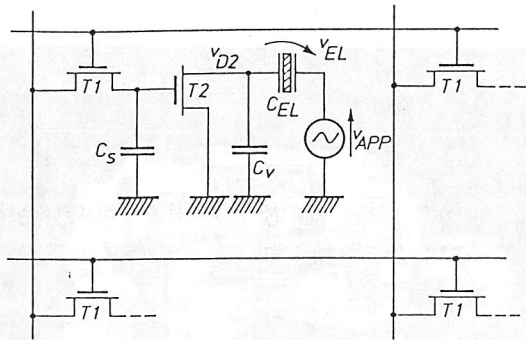 T1
T2
v_D2
v_EL
C_EL
v_APP
C_s
C_v
T1
T1
T1